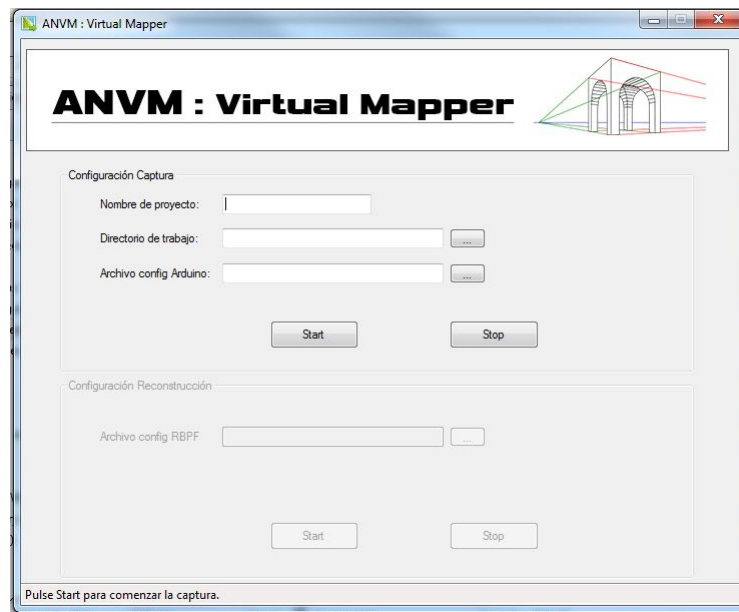 ANVM : Virtual Mapper
ANVM : Virtual Mapper
Configuración Captura
Nombre de proyecto:
Directorio de trabajo:
...
Archivo config Arduino:
...
Start
Stop
Configuración Reconstrucción
Archivo config RBPF
...
Start
Stop
Pulse Start para comenzar la captura.